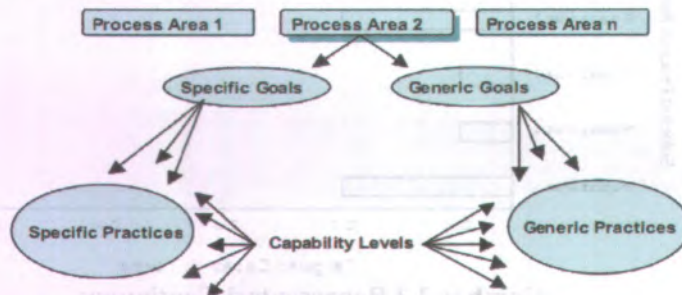 Process Area 1 Process Area 2 Process Area n
Specific Goals Generic Goals
Specific Practices Capability Levels Generic Practices